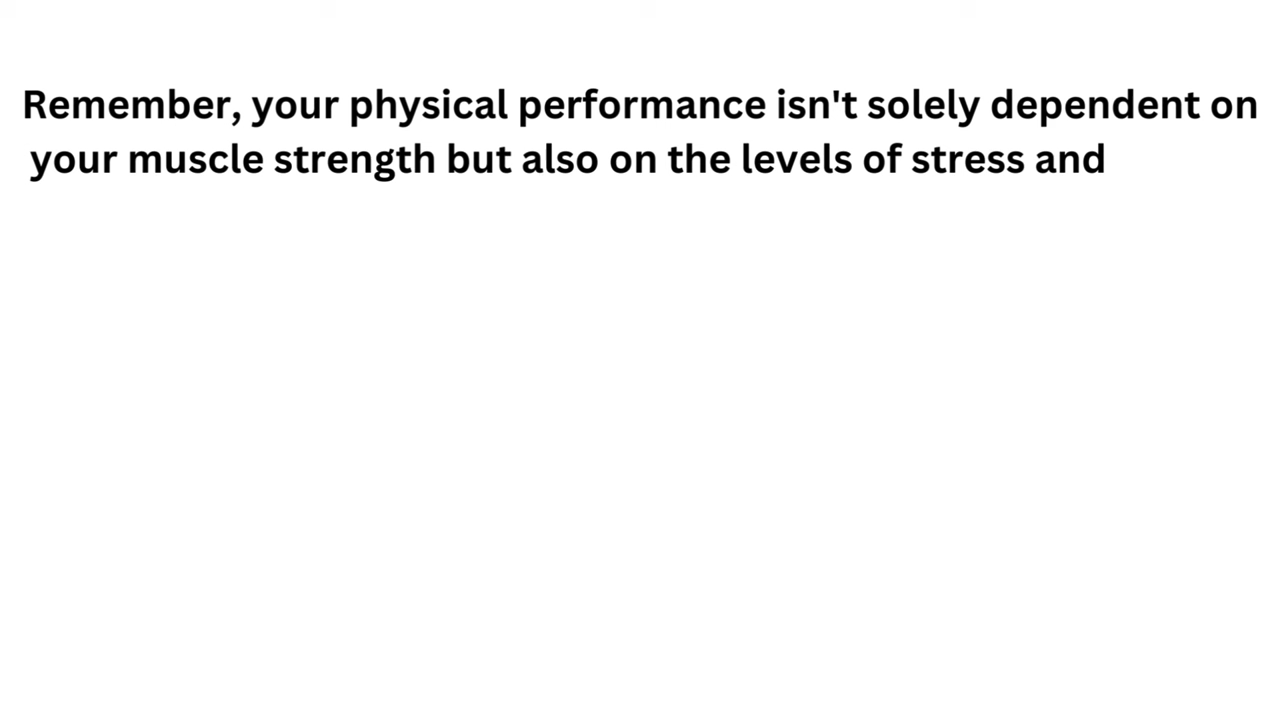 Remember, your physical performance isn't solely dependent on
your muscle strength but also on the levels of stress and